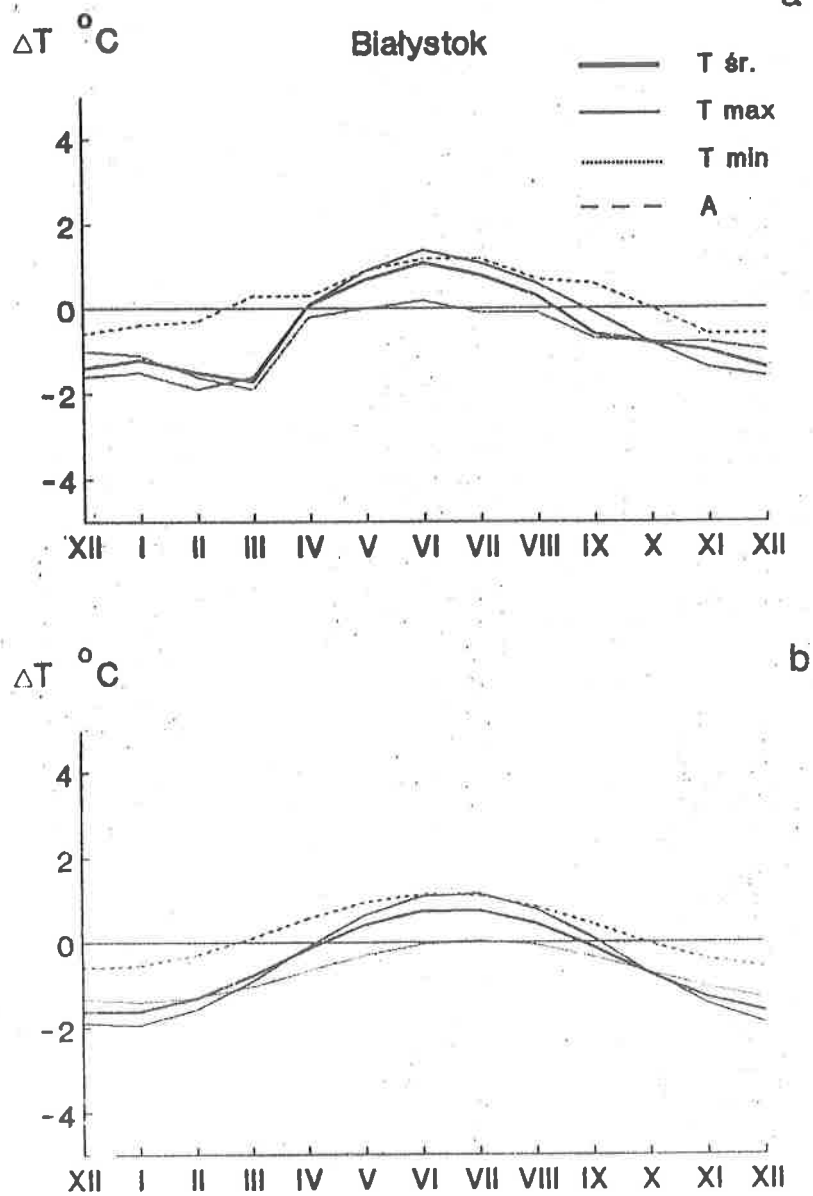 a
ΔT °C
Białystok
T śr.
T max
T min
A
4
2
0
-2
-4
XII I II III IV V VI VII VIII IX X XI XII
ΔT °C
b
4
2
0
-2
-4
XII I II III IV V VI VII VIII IX X XI XII